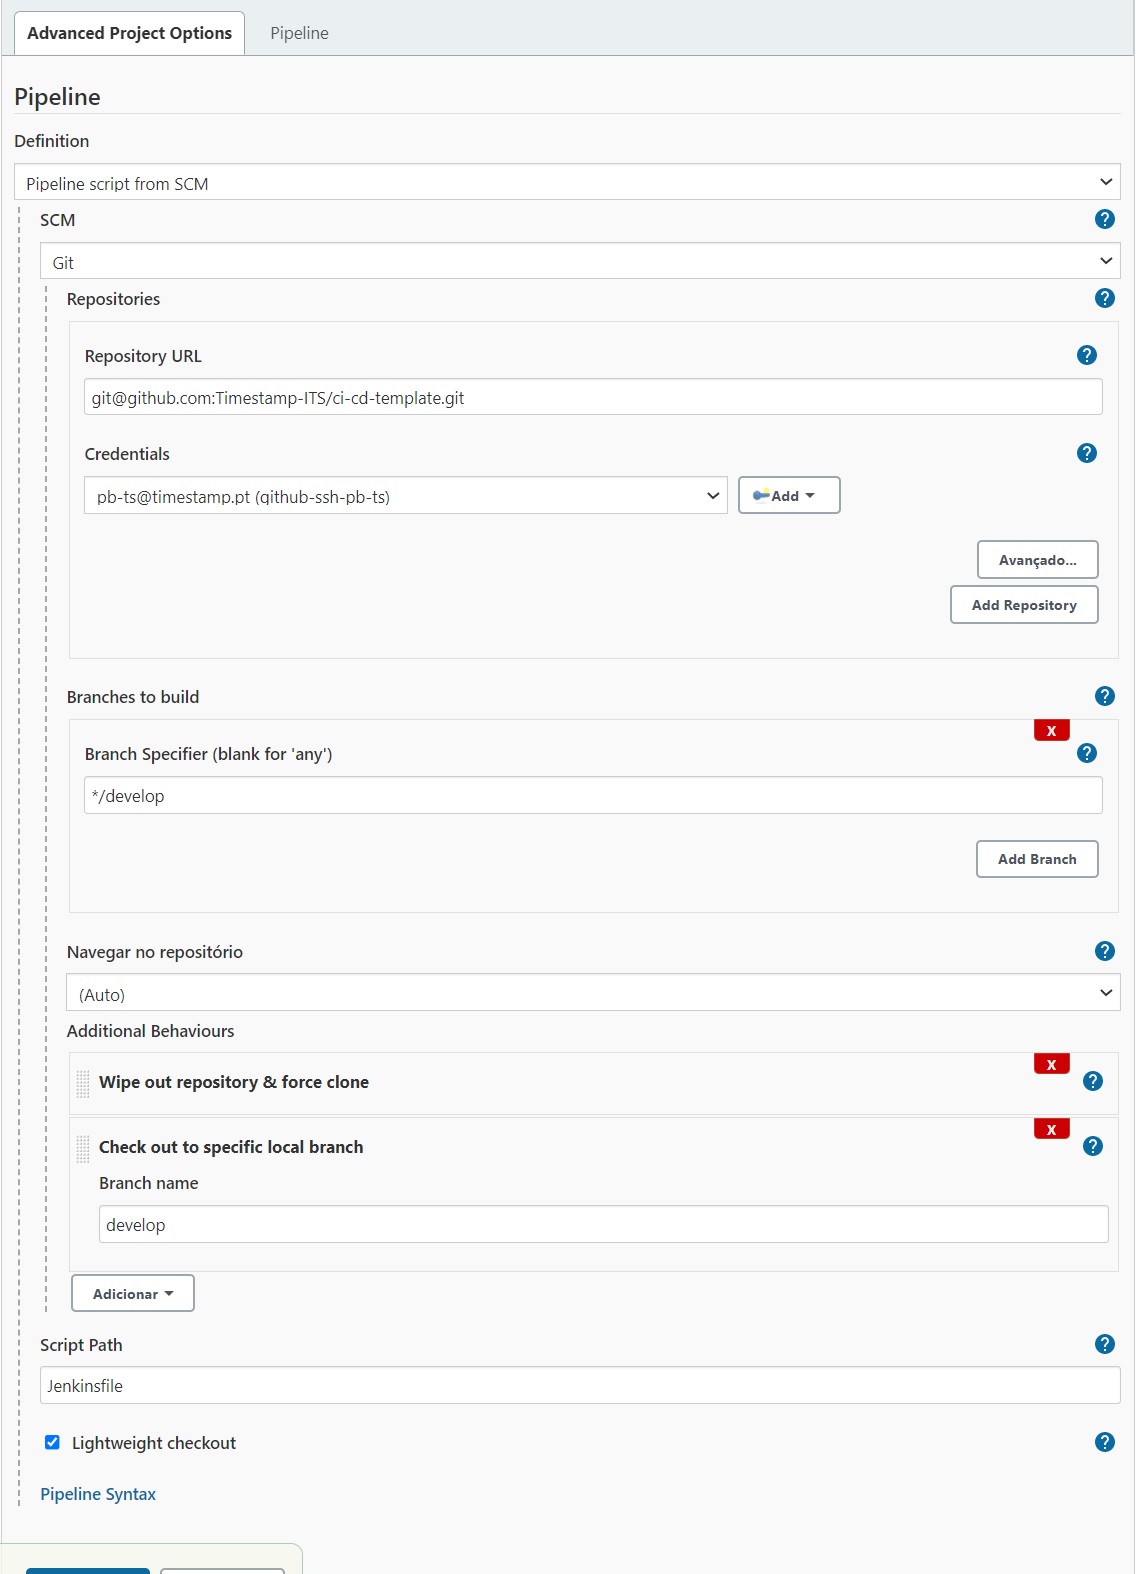 Advanced Project Options
Pipeline
Pipeline
Definition
Pipeline script from SCM
SCM
?
Git
Repositories
?
Repository URL
?
git@github.com:Timestamp-ITS/ci-cd-template.git
Credentials
?
pb-ts@timestamp.pt (github-ssh-pb-ts)
Add
Avançado...
Add Repository
Branches to build
?
X
Branch Specifier (blank for 'any')
?
*/develop
Add Branch
Navegar no repositório
?
(Auto)
Additional Behaviours
X
Wipe out repository & force clone
?
X
Check out to specific local branch
?
Branch name
develop
Adicionar
Script Path
?
Jenkinsfile
Lightweight checkout
?
Pipeline Syntax